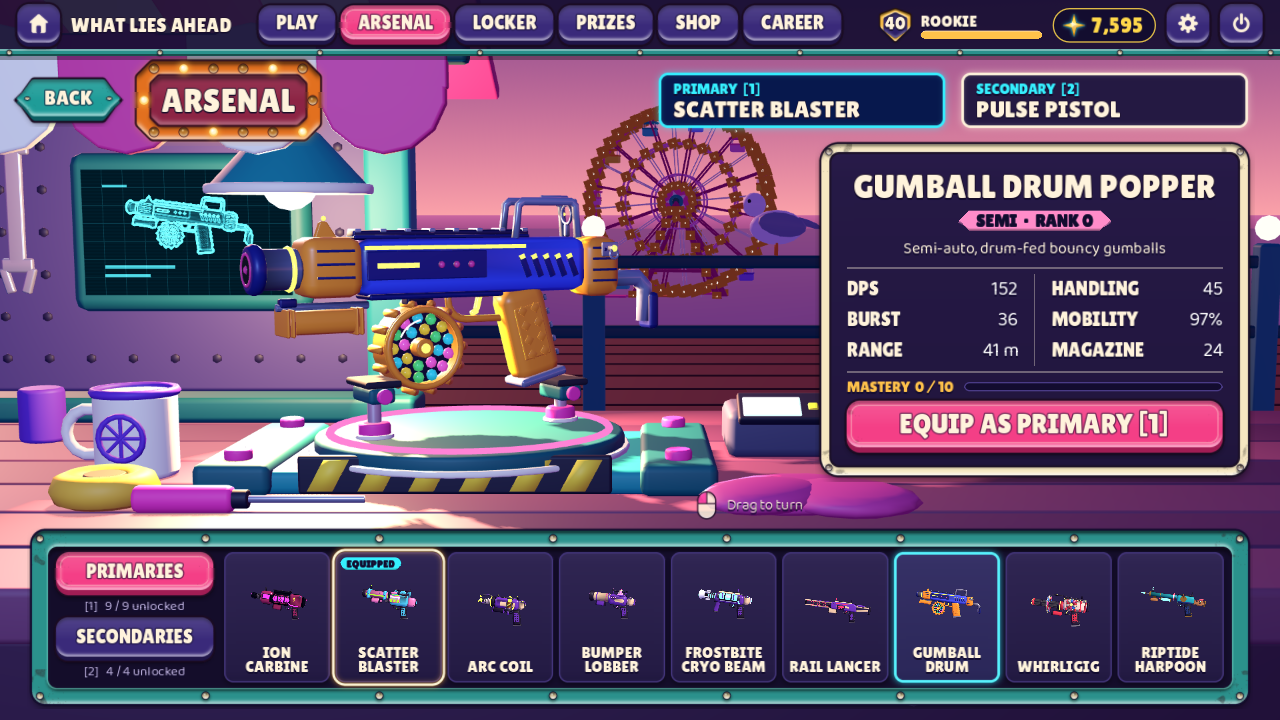 WHAT LIES AHEAD
PLAY
ARSENAL
LOCKER
PRIZES
SHOP
CAREER
40
ROOKIE
7,595
BACK
ARSENAL
PRIMARY [1]
SCATTER BLASTER
SECONDARY [2]
PULSE PISTOL
GUMBALL DRUM POPPER
SEMI · RANK 0
Semi-auto, drum-fed bouncy gumballs
DPS 152
HANDLING 45
BURST 36
MOBILITY 97%
RANGE 41 m
MAGAZINE 24
MASTERY 0 / 10
EQUIP AS PRIMARY [1]
Drag to turn
PRIMARIES
[1] 9 / 9 unlocked
SECONDARIES
[2] 4 / 4 unlocked
ION
CARBINE
EQUIPPED
SCATTER
BLASTER
ARC COIL
BUMPER
LOBBER
FROSTBITE
CRYO BEAM
RAIL LANCER
GUMBALL
DRUM
WHIRLIGIG
RIPTIDE
HARPOON